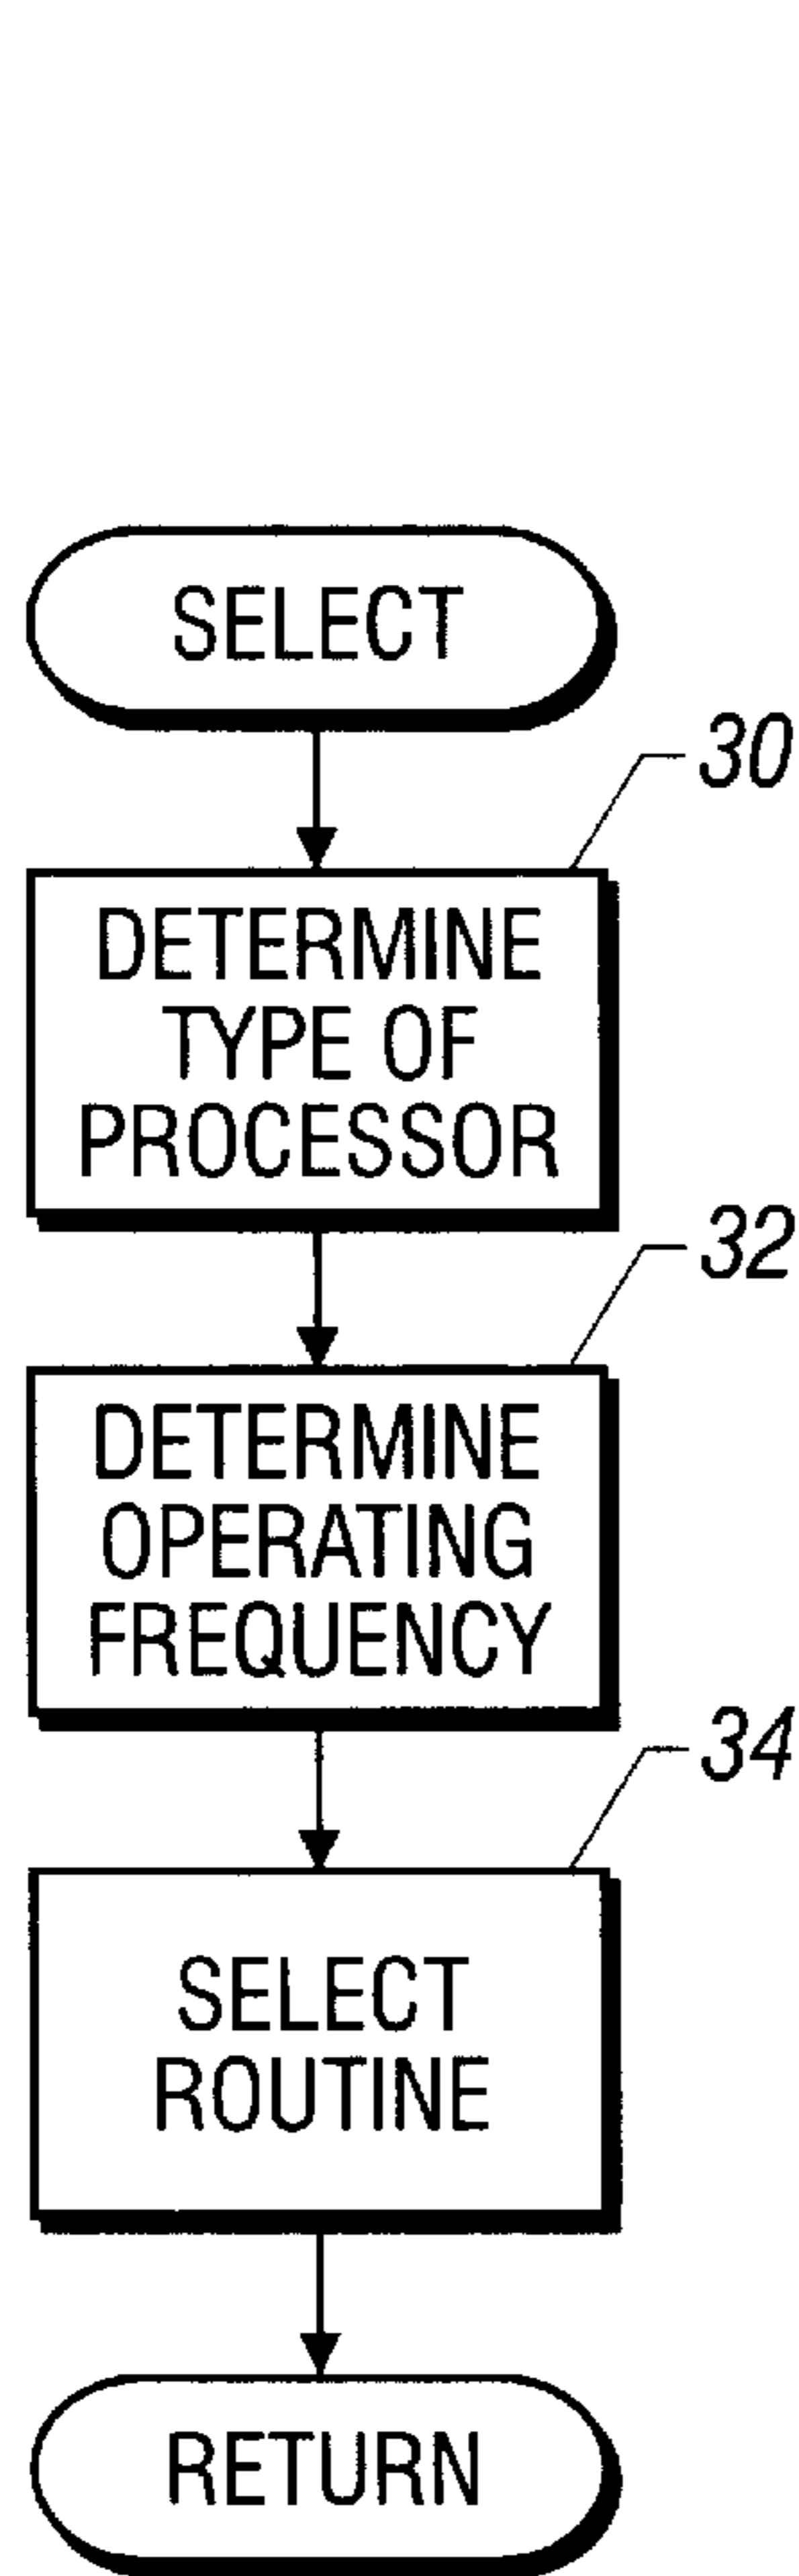 SELECT
30
DETERMINE
TYPE OF
PROCESSOR
32
DETERMINE
OPERATING
FREQUENCY
34
SELECT
ROUTINE
RETURN